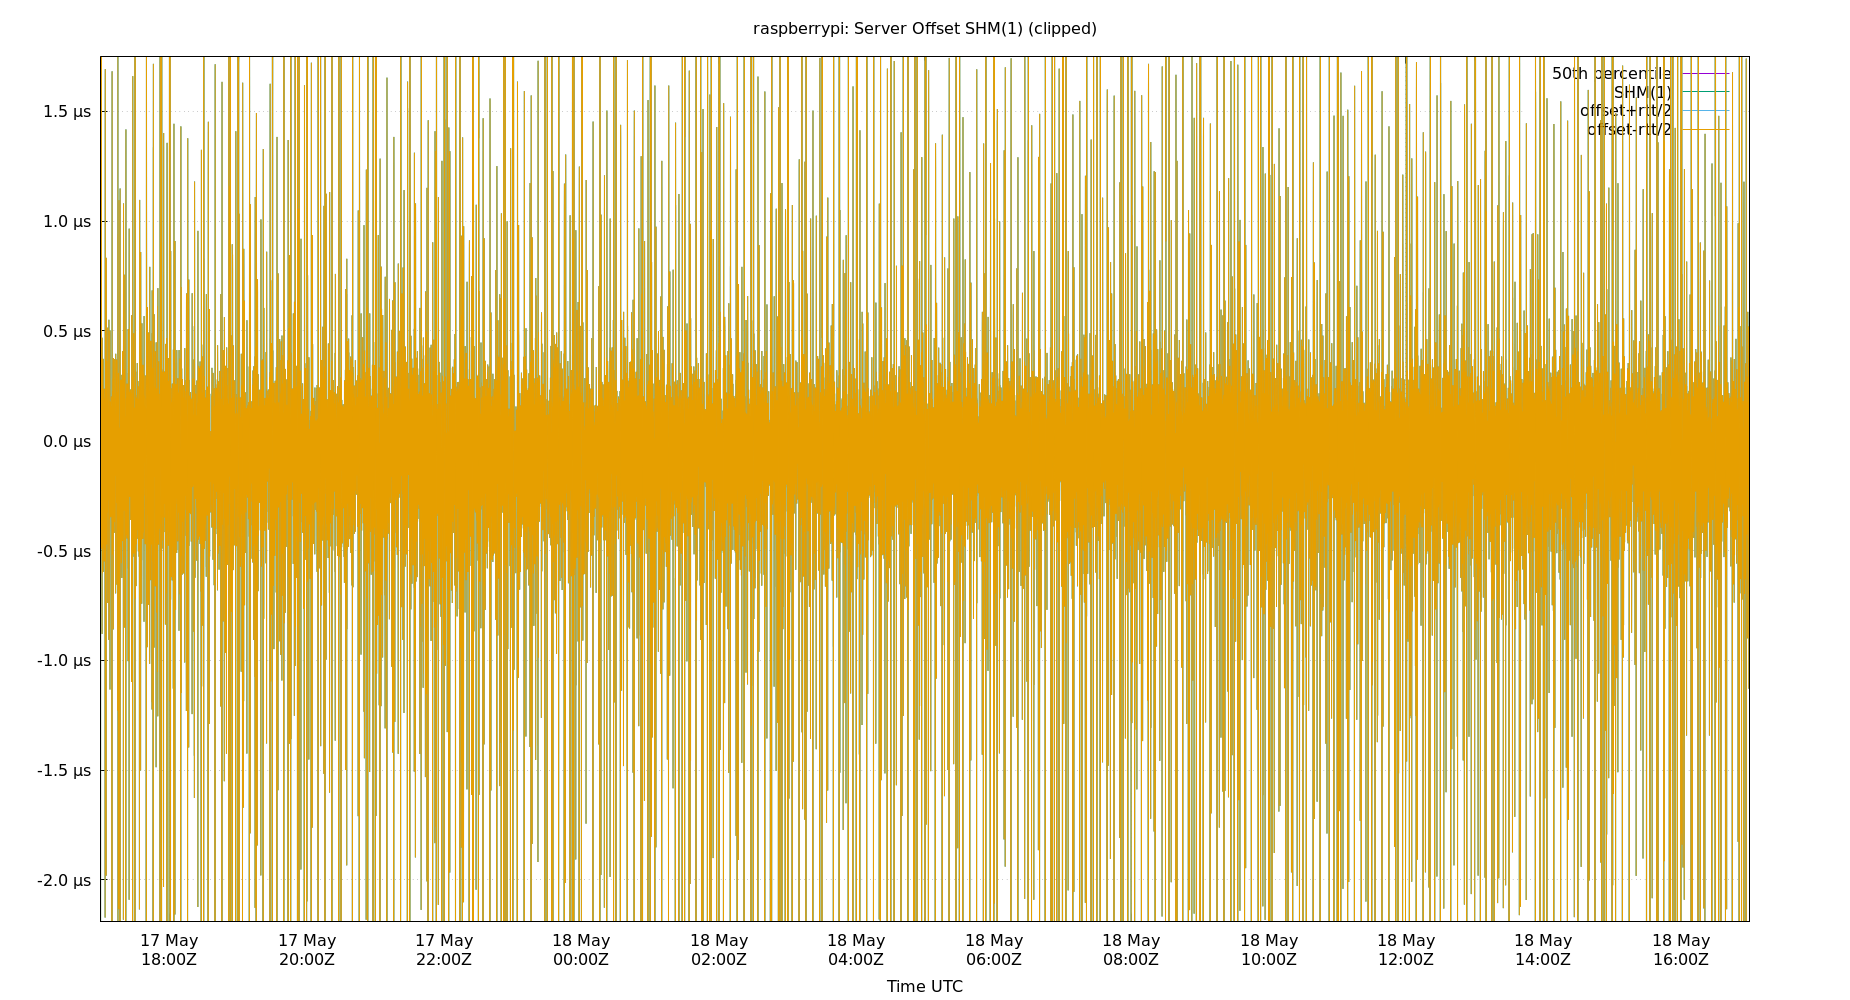 raspberrypi: Server Offset SHM(1) (clipped)
50th percentile
SHM(1)
offset+rtt/2
offset-rtt/2
1.5 µs
1.0 µs
0.5 µs
0.0 µs
-0.5 µs
-1.0 µs
-1.5 µs
-2.0 µs
17 May 17 May 17 May 18 May 18 May 18 May 18 May 18 May 18 May 18 May 18 May 18 May
18:00Z 20:00Z 22:00Z 00:00Z 02:00Z 04:00Z 06:00Z 08:00Z 10:00Z 12:00Z 14:00Z 16:00Z
Time UTC